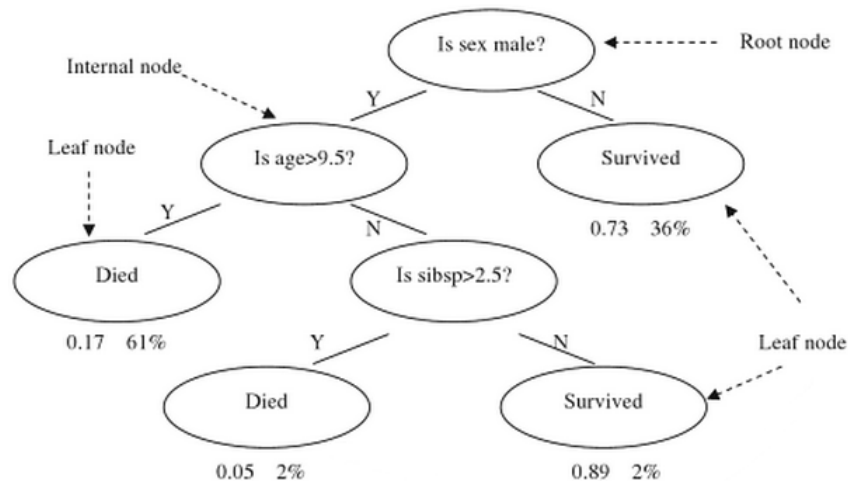 Is sex male?
Root node
Internal node
Y
N
Leaf node
Is age>9.5?
Survived
Y
N
0.73 36%
Died
Is sibsp>2.5?
0.17 61%
Y
N
Leaf node
Died
Survived
0.05 2%
0.89 2%